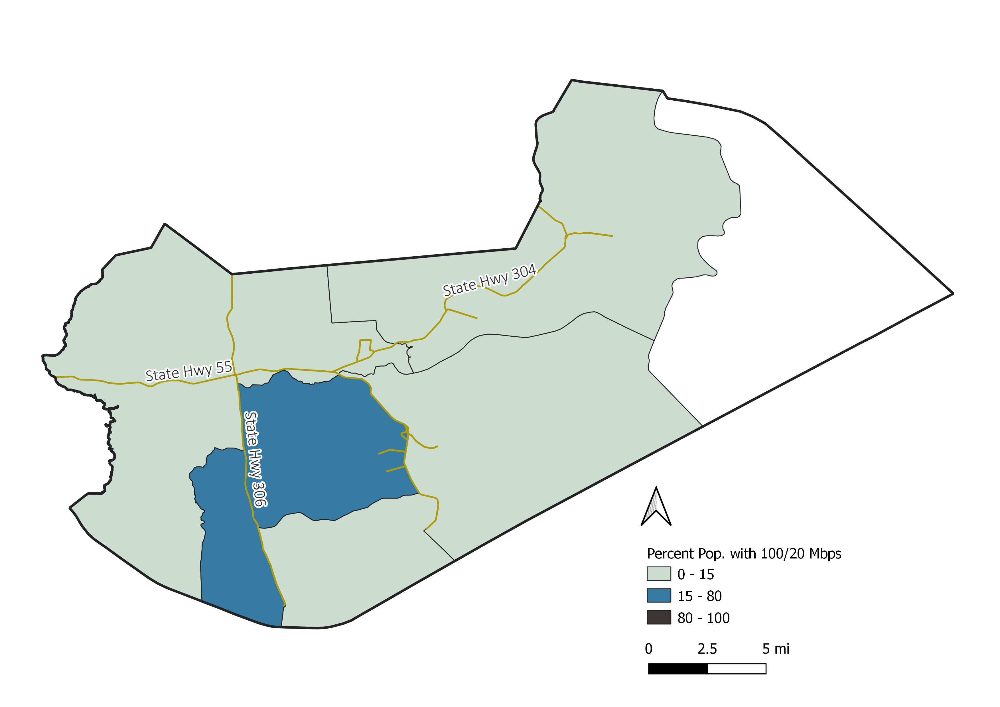 State Hwy 304
State Hwy 55
State Hwy 306
Percent Pop. with 100/20 Mbps
0 - 15
15 - 80
80 - 100
0 2.5 5 mi